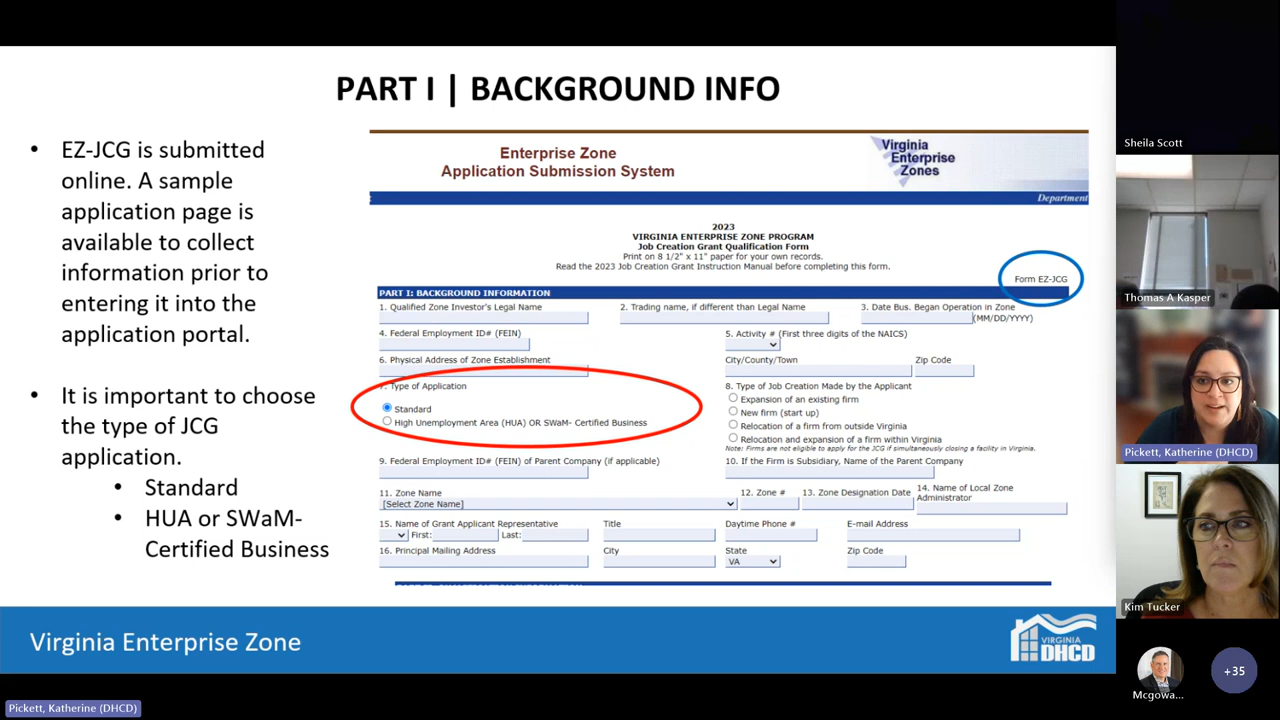 PART I | BACKGROUND INFO
• EZ-JCG is submitted
online. A sample
application page is
available to collect
information prior to
entering it into the
application portal.
• It is important to choose
the type of JCG
application.
• Standard
• HUA or SWaM-
Certified Business
Enterprise Zone
Application Submission System
Virginia
Enterprise
Zones
Department
2023
VIRGINIA ENTERPRISE ZONE PROGRAM
Job Creation Grant Qualification Form
Print on 8 1/2" x 11" paper for your own records.
Read the 2023 Job Creation Grant Instruction Manual before completing this form.
Form EZ-JCG
PART I: BACKGROUND INFORMATION
1. Qualified Zone Investor's Legal Name
2. Trading name, if different than Legal Name
3. Date Bus. Began Operation in Zone
(MM/DD/YYYY)
4. Federal Employment ID# (FEIN)
5. Activity # (First three digits of the NAICS)
6. Physical Address of Zone Establishment
City/County/Town
Zip Code
7. Type of Application
Standard
High Unemployment Area (HUA) OR SWaM- Certified Business
8. Type of Job Creation Made by the Applicant
Expansion of an existing firm
New firm (start up)
Relocation of a firm from outside Virginia
Relocation and expansion of a firm within Virginia
Note: Firms are not eligible to apply for the JCG if simultaneously closing a facility in Virginia.
9. Federal Employment ID# (FEIN) of Parent Company (if applicable)
10. If the Firm is Subsidiary, Name of the Parent Company
11. Zone Name
[Select Zone Name]
12. Zone #
13. Zone Designation Date
14. Name of Local Zone
Administrator
15. Name of Grant Applicant Representative
First:
Last:
Title
Daytime Phone #
E-mail Address
16. Principal Mailing Address
City
State
VA
Zip Code
Virginia Enterprise Zone
VIRGINIA
DHCD
Sheila Scott
Thomas A Kasper
Pickett, Katherine (DHCD)
Kim Tucker
Mcgowa...
+35
Pickett, Katherine (DHCD)